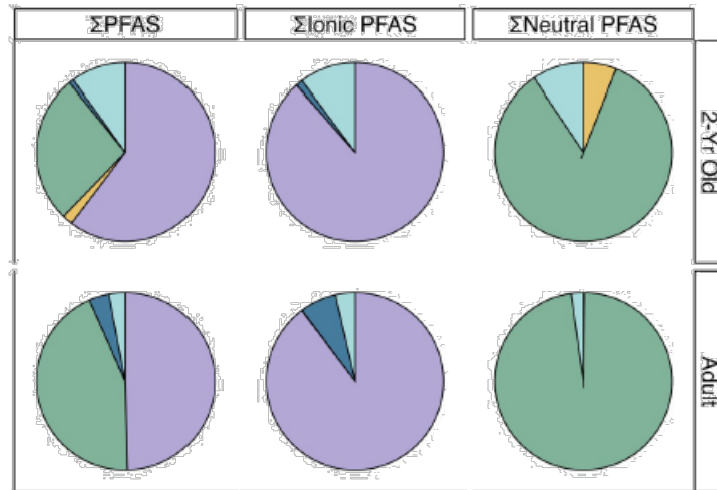 ΣPFAS
ΣIonic PFAS
ΣNeutral PFAS
2-Yr Old
Adult